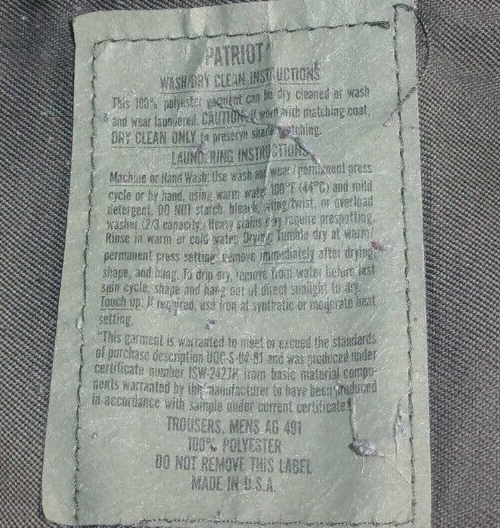 PATRIOT
WASH/DRY CLEAN INSTRUCTIONS
This 100% polyester garment can be dry cleaned or wash
and wear laundered. CAUTION: If worn with matching coat,
DRY CLEAN ONLY to preserve shade matching.
LAUNDERING INSTRUCTIONS
Machine or Hand Wash: Use wash and wear/permanent press
cycle or by hand, using warm water (44°C) and mild
detergent. DO NOT starch, bleach, wring/twist, or overload
washer (2/3 capacity). Heavy stains may require prespotting.
Rinse in warm or cold water. Drying: Tumble dry at warm/
permanent press setting, remove immediately after drying,
shape, and hang. To drip dry, remove from water before last
spin cycle, shape and hang out of direct sunlight to dry.
Touch up: If required, use iron at synthetic or moderate heat
setting.
"This garment is warranted to meet or exceed the standards
of purchase description and was produced under
certificate number from basic material compo-
nents warranted by the manufacturer to have been produced
in accordance with sample under current certificate"
TROUSERS, MENS AG 491
100% POLYESTER
DO NOT REMOVE THIS LABEL
MADE IN U.S.A.